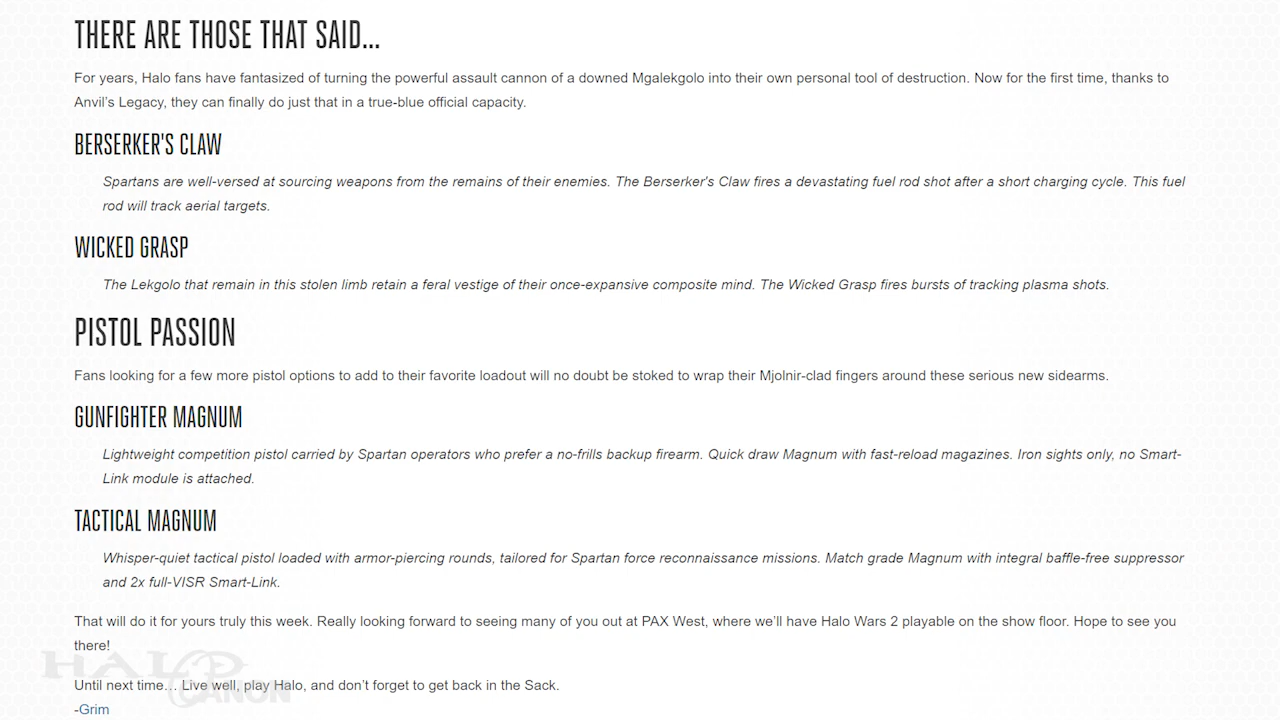 THERE ARE THOSE THAT SAID...
For years, Halo fans have fantasized of turning the powerful assault cannon of a downed Mgalekgolo into their own personal tool of destruction. Now for the first time, thanks to
Anvil's Legacy, they can finally do just that in a true-blue official capacity.
BERSERKER'S CLAW
Spartans are well-versed at sourcing weapons from the remains of their enemies. The Berserker's Claw fires a devastating fuel rod shot after a short charging cycle. This fuel
rod will track aerial targets.
WICKED GRASP
The Lekgolo that remain in this stolen limb retain a feral vestige of their once-expansive composite mind. The Wicked Grasp fires bursts of tracking plasma shots.
PISTOL PASSION
Fans looking for a few more pistol options to add to their favorite loadout will no doubt be stoked to wrap their Mjolnir-clad fingers around these serious new sidearms.
GUNFIGHTER MAGNUM
Lightweight competition pistol carried by Spartan operators who prefer a no-frills backup firearm. Quick draw Magnum with fast-reload magazines. Iron sights only, no Smart-
Link module is attached.
TACTICAL MAGNUM
Whisper-quiet tactical pistol loaded with armor-piercing rounds, tailored for Spartan force reconnaissance missions. Match grade Magnum with integral baffle-free suppressor
and 2x full-VISR Smart-Link.
That will do it for yours truly this week. Really looking forward to seeing many of you out at PAX West, where we'll have Halo Wars 2 playable on the show floor. Hope to see you
there!
HALO
CANON
Until next time… Live well, play Halo, and don't forget to get back in the Sack.
-Grim